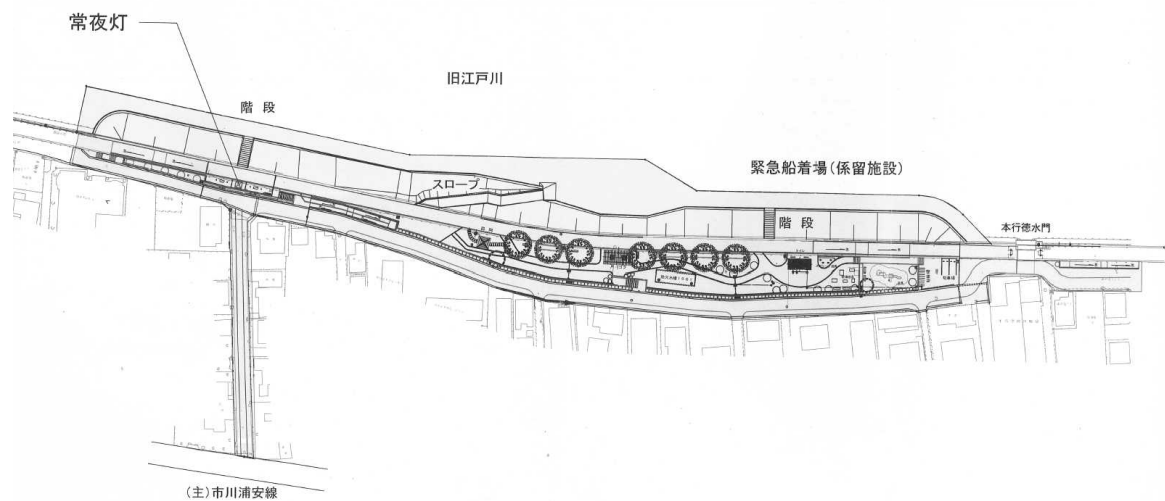 常夜灯
旧江戸川
階段
緊急船着場(係留施設)
スロープ
階段
本行徳水門
(主)市川浦安線